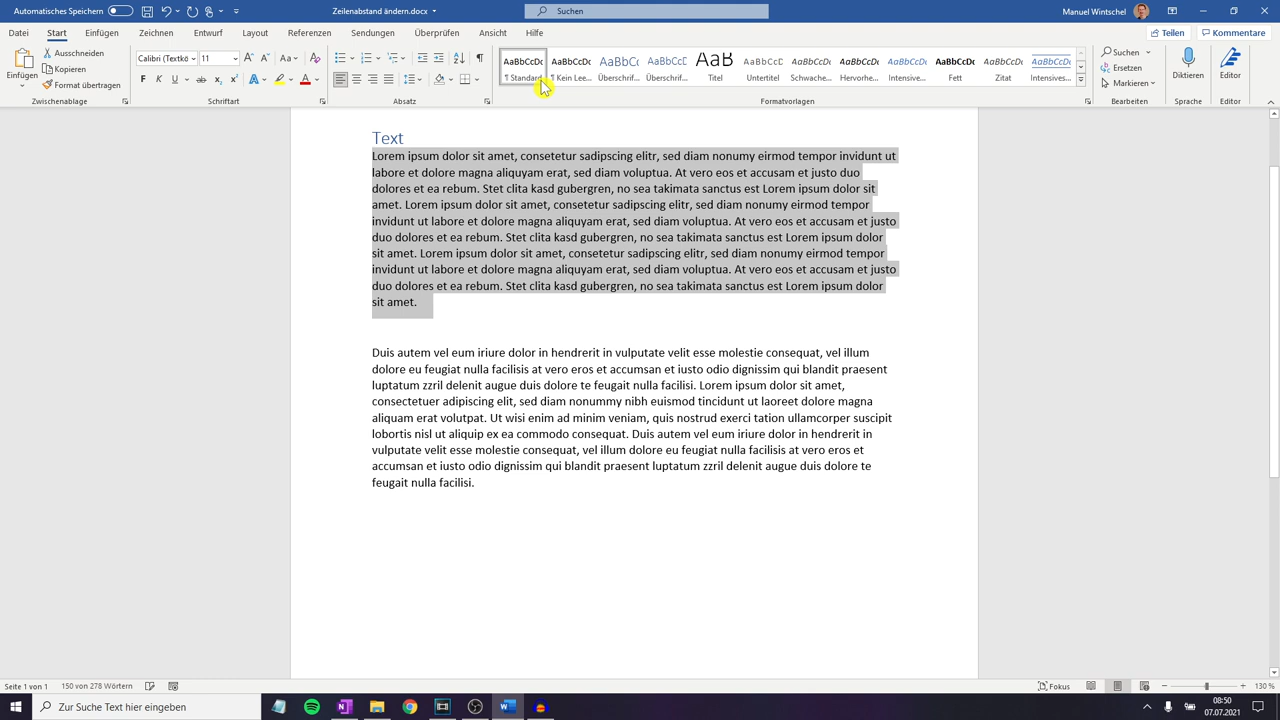 Automatisches Speichern
Zeilenabstand ändern.docx
Suchen
Manuel Wintschel
Datei Start Einfügen Zeichnen Entwurf Layout Referenzen Sendungen Überprüfen Ansicht Hilfe Teilen Kommentare
Einfügen
Ausschneiden
Kopieren
Format übertragen
Zwischenablage
Calibri (Textko 11
F K U ab
Schriftart
Absatz
AaBbCcDc AaBbCcDc AaBbCc AaBbCcD AaB AaBbCcD AaBbCcDc AaBbCcDc AaBbCcDc AaBbCcDc AaBbCcDc AaBbCcDc
¶ Standard ¶ Kein Lee... Überschrif... Überschrif... Titel Untertitel Schwache... Hervorhe... Intensive... Fett Zitat Intensives...
Formatvorlagen
Suchen
Ersetzen
Markieren
Bearbeiten
Diktieren
Sprache
Editor
Editor
Text
Lorem ipsum dolor sit amet, consetetur sadipscing elitr, sed diam nonumy eirmod tempor invidunt ut
labore et dolore magna aliquyam erat, sed diam voluptua. At vero eos et accusam et justo duo
dolores et ea rebum. Stet clita kasd gubergren, no sea takimata sanctus est Lorem ipsum dolor sit
amet. Lorem ipsum dolor sit amet, consetetur sadipscing elitr, sed diam nonumy eirmod tempor
invidunt ut labore et dolore magna aliquyam erat, sed diam voluptua. At vero eos et accusam et justo
duo dolores et ea rebum. Stet clita kasd gubergren, no sea takimata sanctus est Lorem ipsum dolor
sit amet. Lorem ipsum dolor sit amet, consetetur sadipscing elitr, sed diam nonumy eirmod tempor
invidunt ut labore et dolore magna aliquyam erat, sed diam voluptua. At vero eos et accusam et justo
duo dolores et ea rebum. Stet clita kasd gubergren, no sea takimata sanctus est Lorem ipsum dolor
sit amet.
Duis autem vel eum iriure dolor in hendrerit in vulputate velit esse molestie consequat, vel illum
dolore eu feugiat nulla facilisis at vero eros et accumsan et iusto odio dignissim qui blandit praesent
luptatum zzril delenit augue duis dolore te feugait nulla facilisi. Lorem ipsum dolor sit amet,
consectetuer adipiscing elit, sed diam nonummy nibh euismod tincidunt ut laoreet dolore magna
aliquam erat volutpat. Ut wisi enim ad minim veniam, quis nostrud exerci tation ullamcorper suscipit
lobortis nisl ut aliquip ex ea commodo consequat. Duis autem vel eum iriure dolor in hendrerit in
vulputate velit esse molestie consequat, vel illum dolore eu feugiat nulla facilisis at vero eros et
accumsan et iusto odio dignissim qui blandit praesent luptatum zzril delenit augue duis dolore te
feugait nulla facilisi.
Seite 1 von 1 150 von 278 Wörtern
Fokus
130 %
Zur Suche Text hier eingeben
08:50
07.07.2021